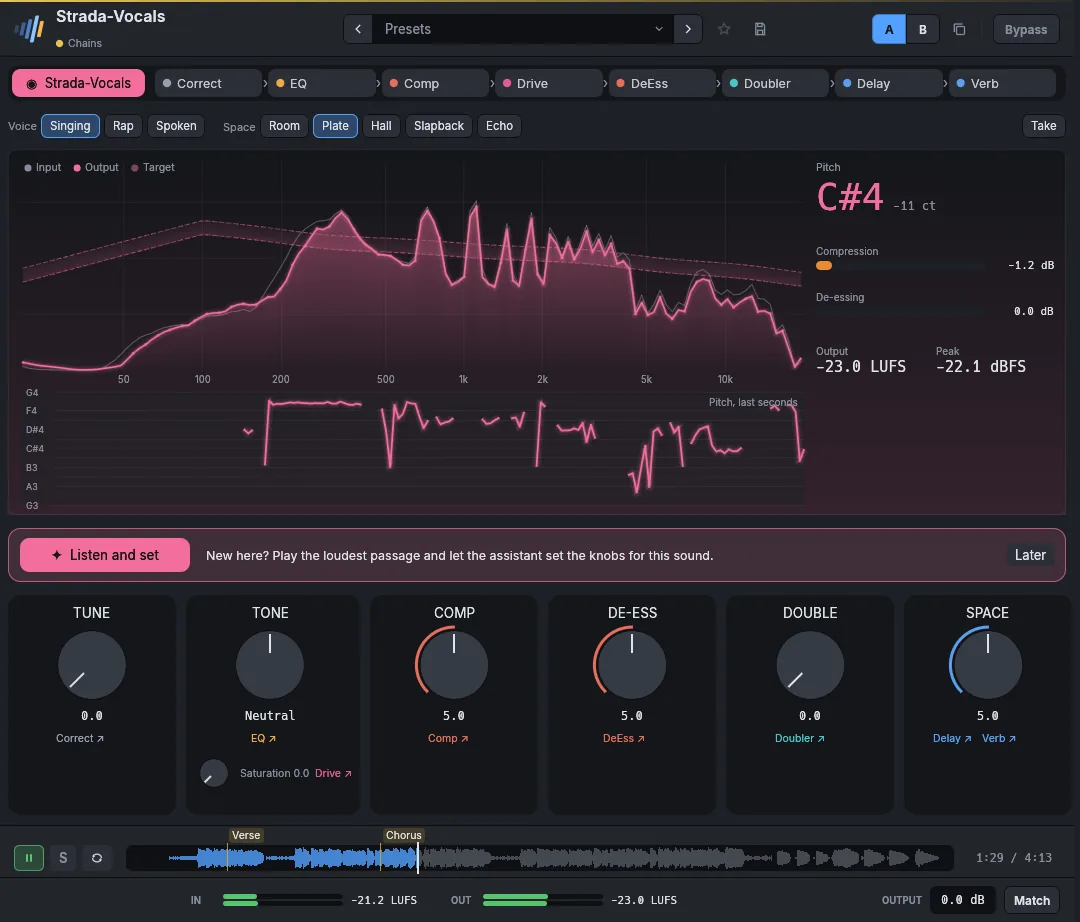 Strada-Vocals
Chains
Presets
A B Bypass
Strada-Vocals Correct EQ Comp Drive DeEss Doubler Delay Verb
Voice Singing Rap Spoken Space Room Plate Hall Slapback Echo Take
Input Output Target
Pitch
C#4 -11 ct
Compression
-1.2 dB
De-essing
0.0 dB
Output Peak
-23.0 LUFS -22.1 dBFS
50 100 200 500 1k 2k 5k 10k
Pitch, last seconds
G4
F4
D#4
C#4
B3
A3
G3
Listen and set New here? Play the loudest passage and let the assistant set the knobs for this sound. Later
TUNE TONE COMP DE-ESS DOUBLE SPACE
0.0 Neutral 5.0 5.0 0.0 5.0
Correct ↗ EQ ↗ Comp ↗ DeEss ↗ Doubler ↗ Delay ↗ Verb ↗
Saturation 0.0 Drive ↗
Verse Chorus
S 1:29 / 4:13
IN -21.2 LUFS OUT -23.0 LUFS OUTPUT 0.0 dB Match